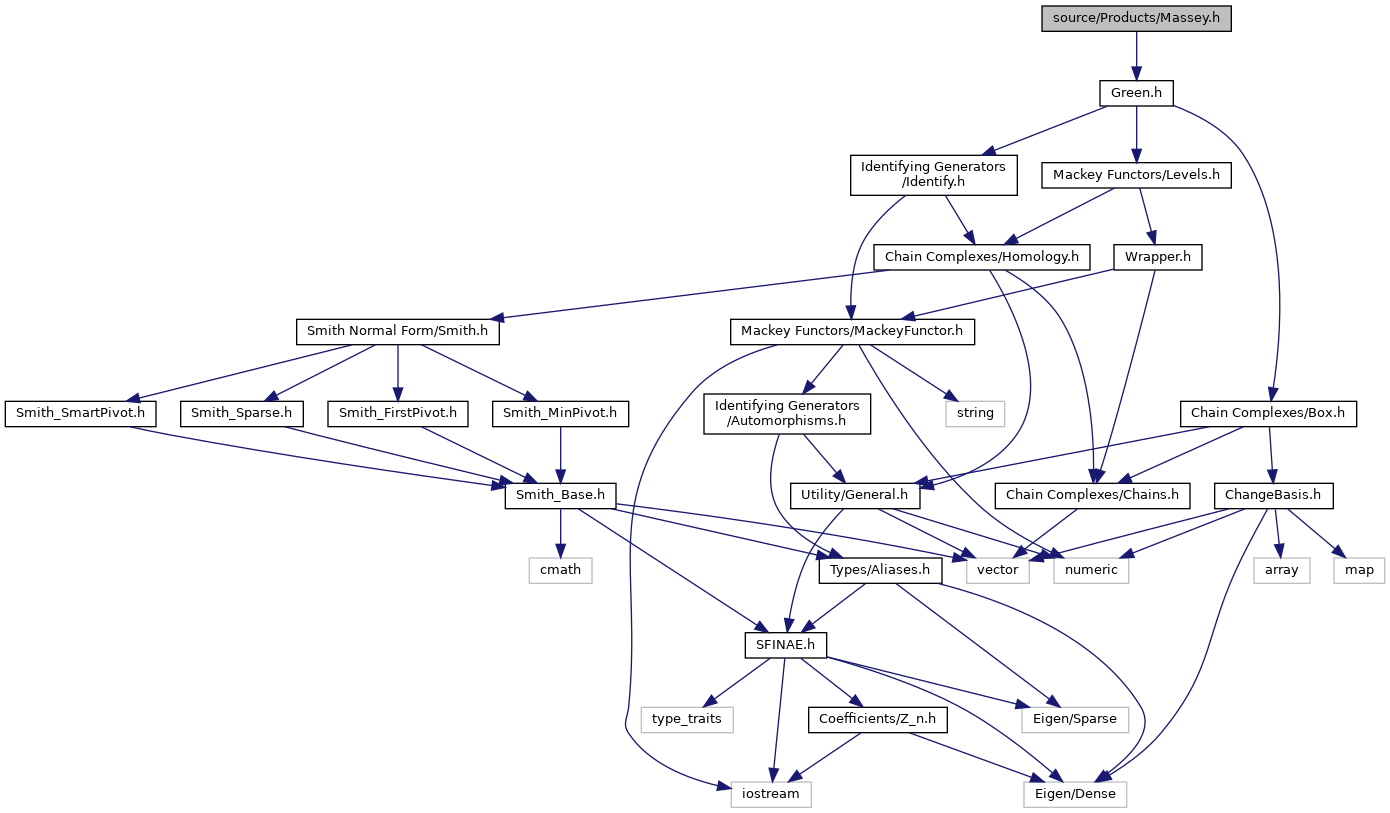 source/Products/Massey.h
Green.h
Identifying Generators
/Identify.h
Mackey Functors/Levels.h
Chain Complexes/Homology.h
Wrapper.h
Smith Normal Form/Smith.h
Mackey Functors/MackeyFunctor.h
Smith_SmartPivot.h
Smith_Sparse.h
Smith_FirstPivot.h
Smith_MinPivot.h
Identifying Generators
/Automorphisms.h
string
Chain Complexes/Box.h
Smith_Base.h
Utility/General.h
Chain Complexes/Chains.h
ChangeBasis.h
cmath
Types/Aliases.h
vector
numeric
array
map
SFINAE.h
type_traits
Coefficients/Z_n.h
Eigen/Sparse
iostream
Eigen/Dense